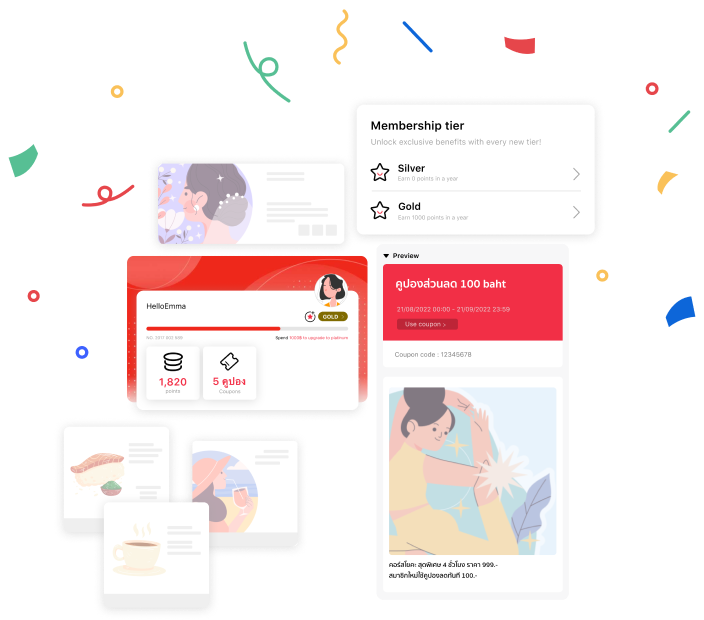 Membership tier
Unlock exclusive benefits with every new tier!
Silver
Earn 0 points in a year
Gold
Earn 1000 points in a year
HelloEmma
GOLD
Spend to upgrade to platinum
1,820
points
5 คูปอง
Coupons
Preview
คูปองส่วนลด 100 baht
21/08/2022 00:00 - 21/09/2022 23:59
Use coupon
Coupon code : 12345678
คอร์สโยคะ สุดพิเศษ 4 ชั่วโมง ราคา 999.-
สมาชิกใหม่ใช้คูปองลดทันที 100.-